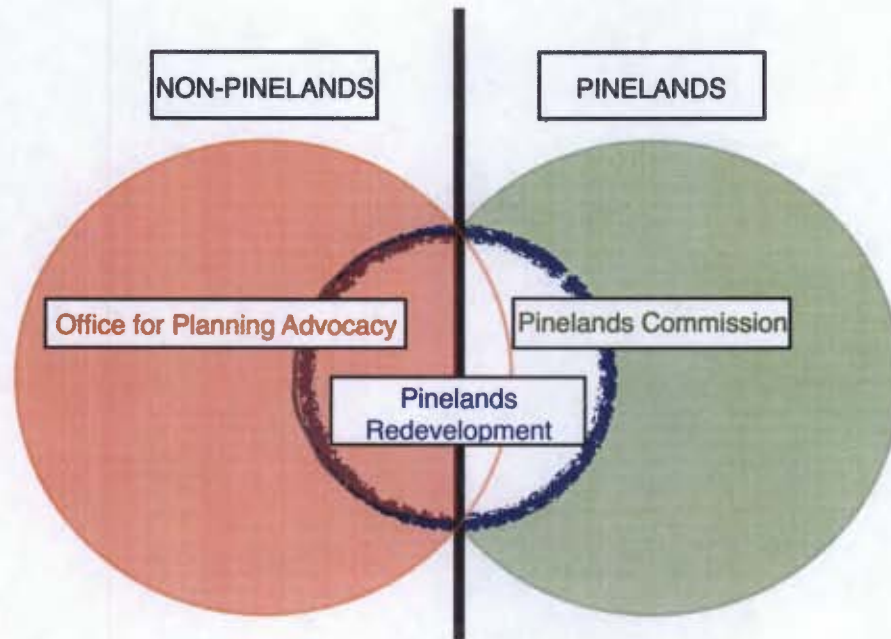 NON-PINELANDS
PINELANDS
Office for Planning Advocacy
Pinelands Commission
Pinelands
Redevelopment